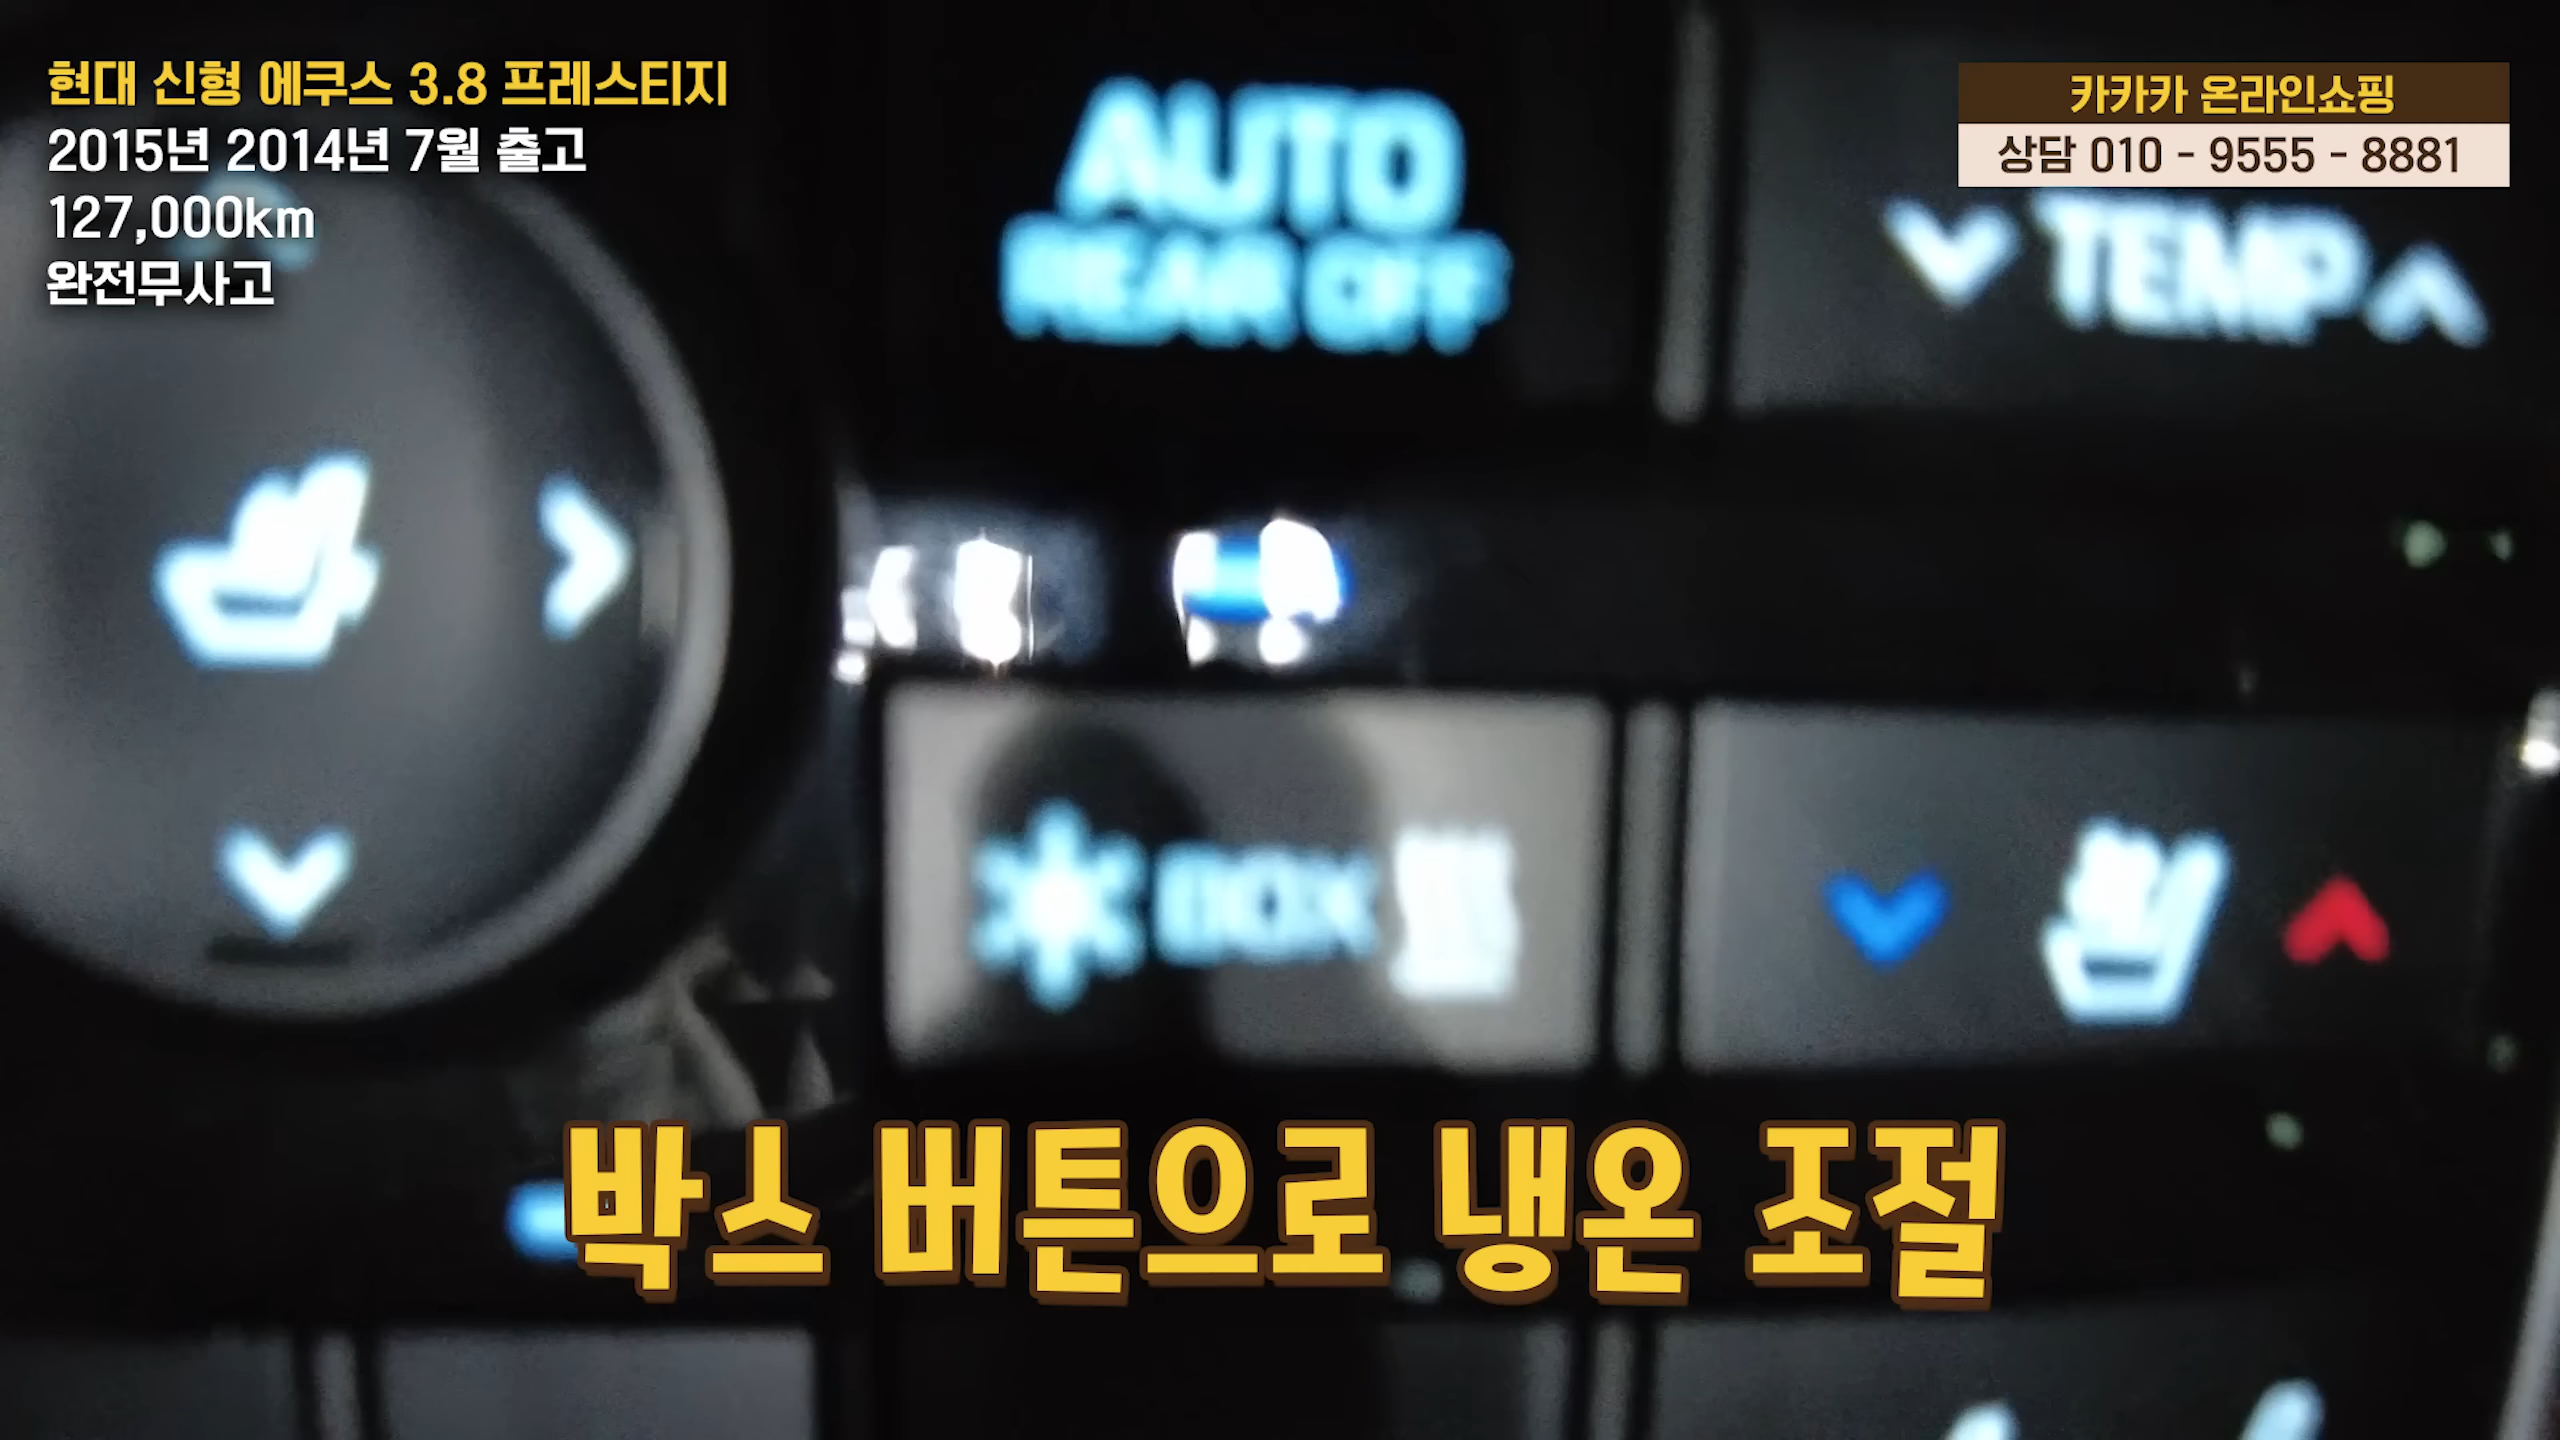 현대 신형 에쿠스 3.8 프레스티지
2015년 2014년 7월 출고
127,000km
완전무사고
카카카 온라인쇼핑
상담 010 - 9555 - 8881
AUTO
REAR OFF
TEMP
BOX
박스 버튼으로 냉온 조절